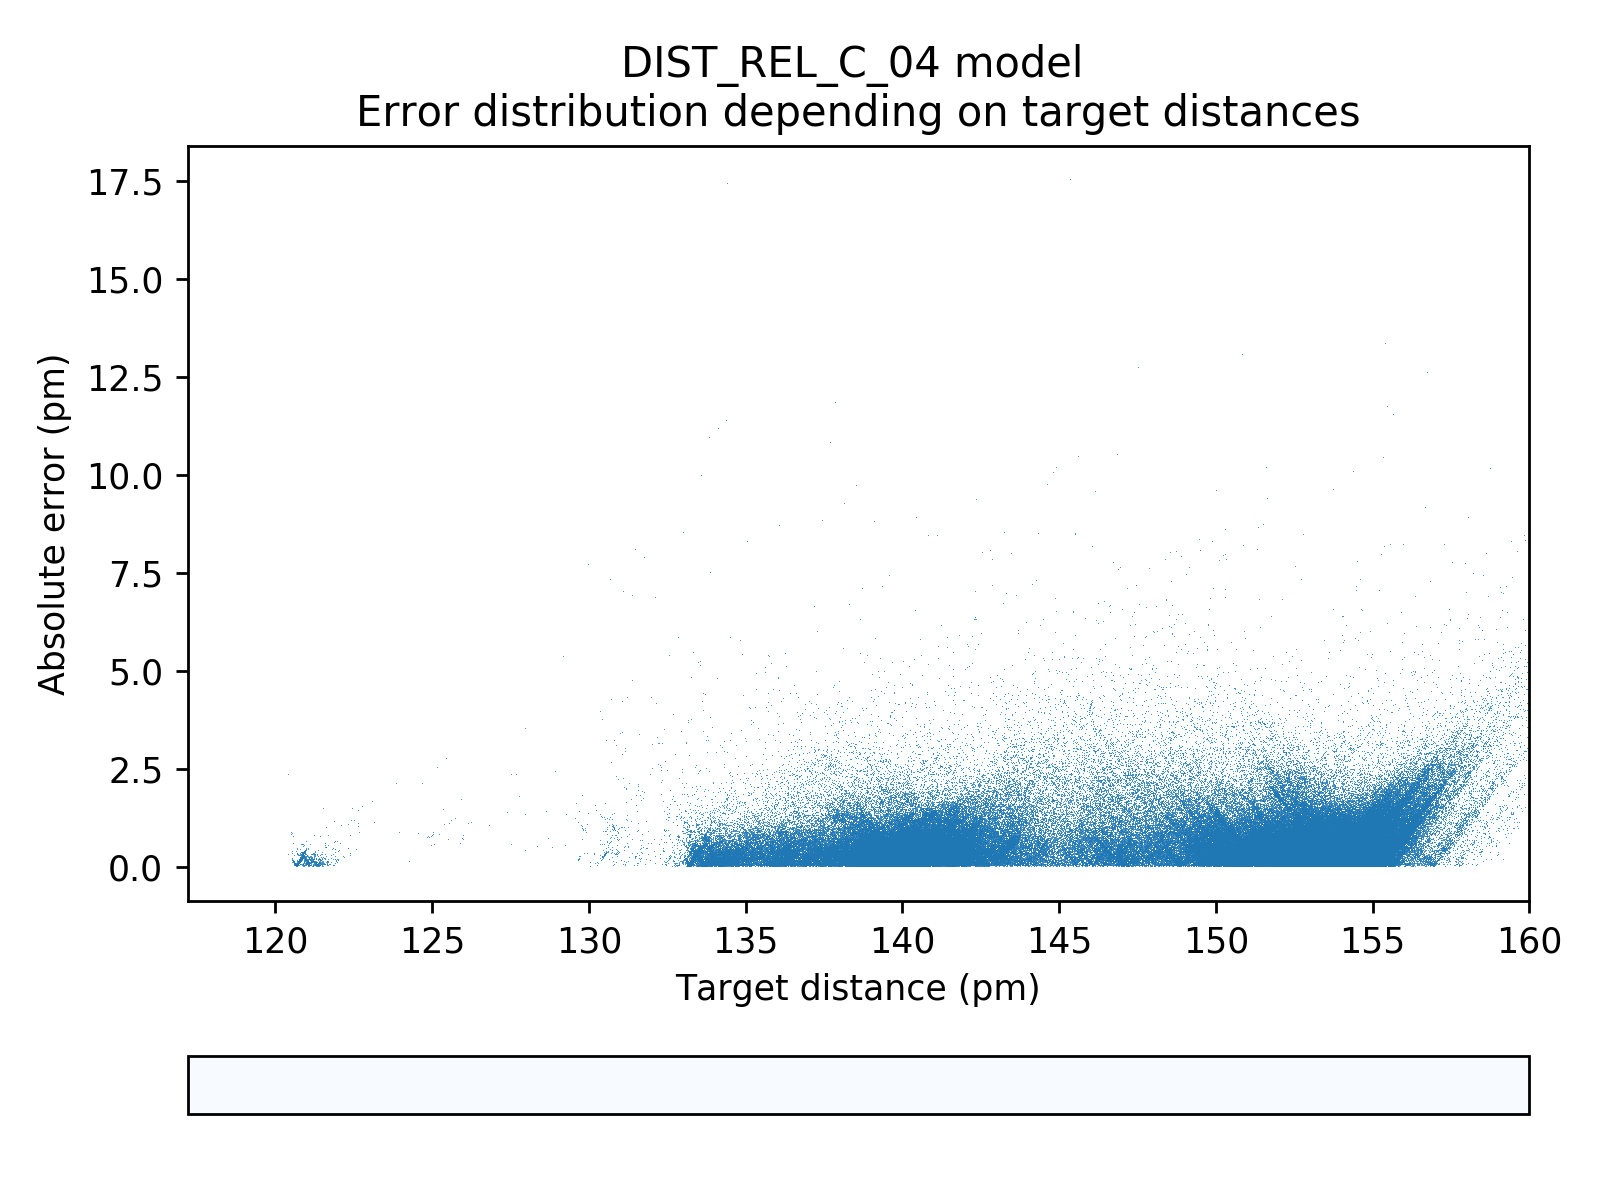 DIST_REL_C_04 model
Error distribution depending on target distances
17.5
15.0
12.5
10.0
7.5
5.0
2.5
0.0
Absolute error (pm)
120 125 130 135 140 145 150 155 160
Target distance (pm)